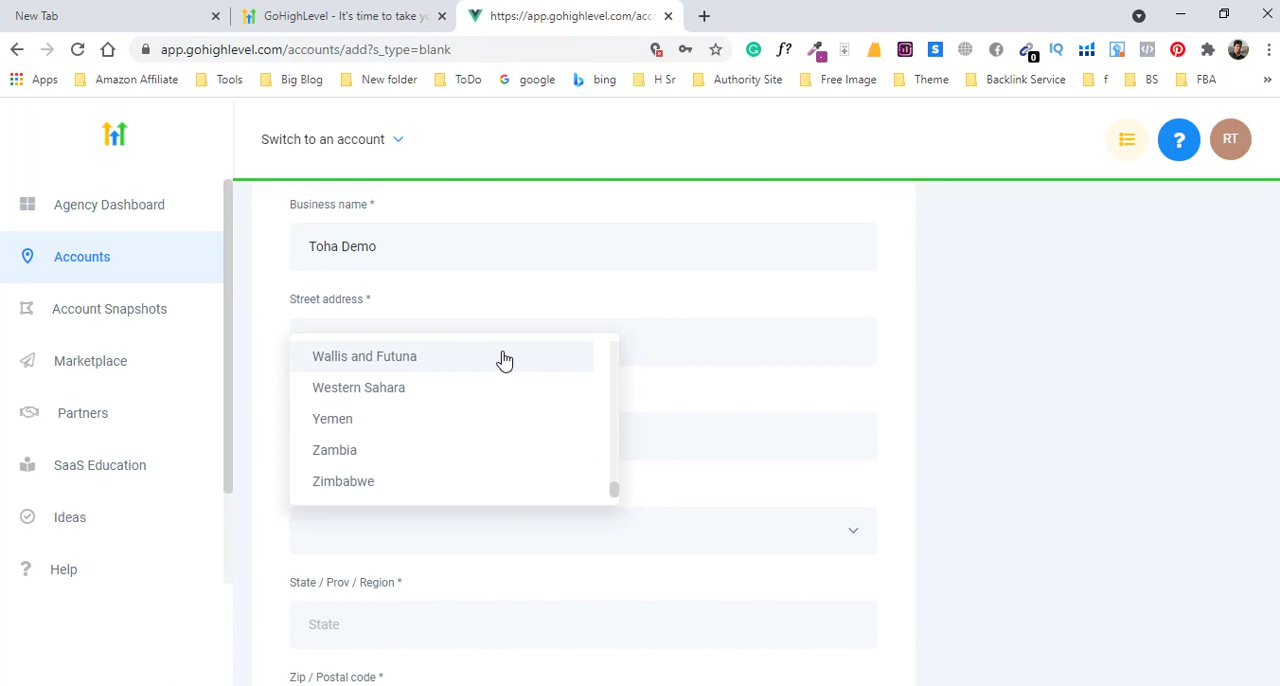 New Tab
GoHighLevel - It's time to take yo
https://app.gohighlevel.com/acco
app.gohighlevel.com/accounts/add?s_type=blank
f?
S
IQ
0
Apps
Amazon Affiliate
Tools
Big Blog
New folder
ToDo
google
bing
H Sr
Authority Site
Free Image
Theme
Backlink Service
f
BS
FBA
»
Switch to an account
?
RT
Agency Dashboard
Accounts
Account Snapshots
Marketplace
Partners
SaaS Education
Ideas
? Help
Business name *
Toha Demo
Street address *
Wallis and Futuna
Western Sahara
Yemen
Zambia
Zimbabwe
State / Prov / Region *
State
Zip / Postal code *